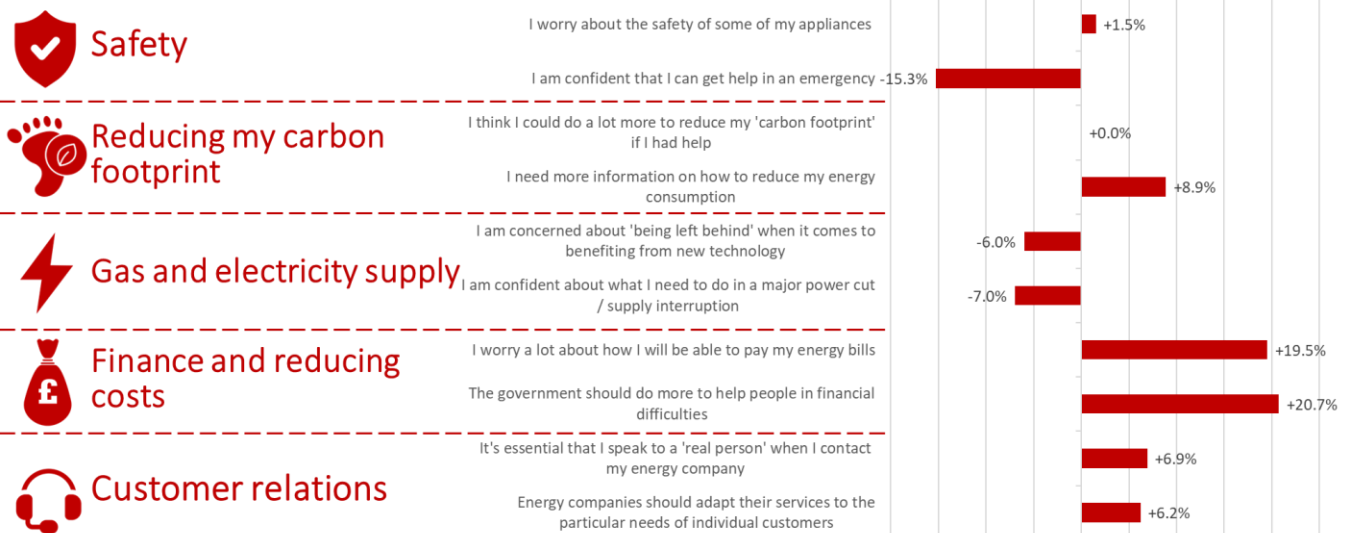 Safety
I worry about the safety of some of my appliances
+1.5%
I am confident that I can get help in an emergency
-15.3%
Reducing my carbon
footprint
I think I could do a lot more to reduce my 'carbon footprint'
if I had help
+0.0%
I need more information on how to reduce my energy
consumption
+8.9%
Gas and electricity supply
I am concerned about 'being left behind' when it comes to
benefiting from new technology
-6.0%
I am confident about what I need to do in a major power cut
/ supply interruption
-7.0%
£
Finance and reducing
costs
I worry a lot about how I will be able to pay my energy bills
+19.5%
The government should do more to help people in financial
difficulties
+20.7%
Customer relations
It's essential that I speak to a 'real person' when I contact
my energy company
+6.9%
Energy companies should adapt their services to the
particular needs of individual customers
+6.2%